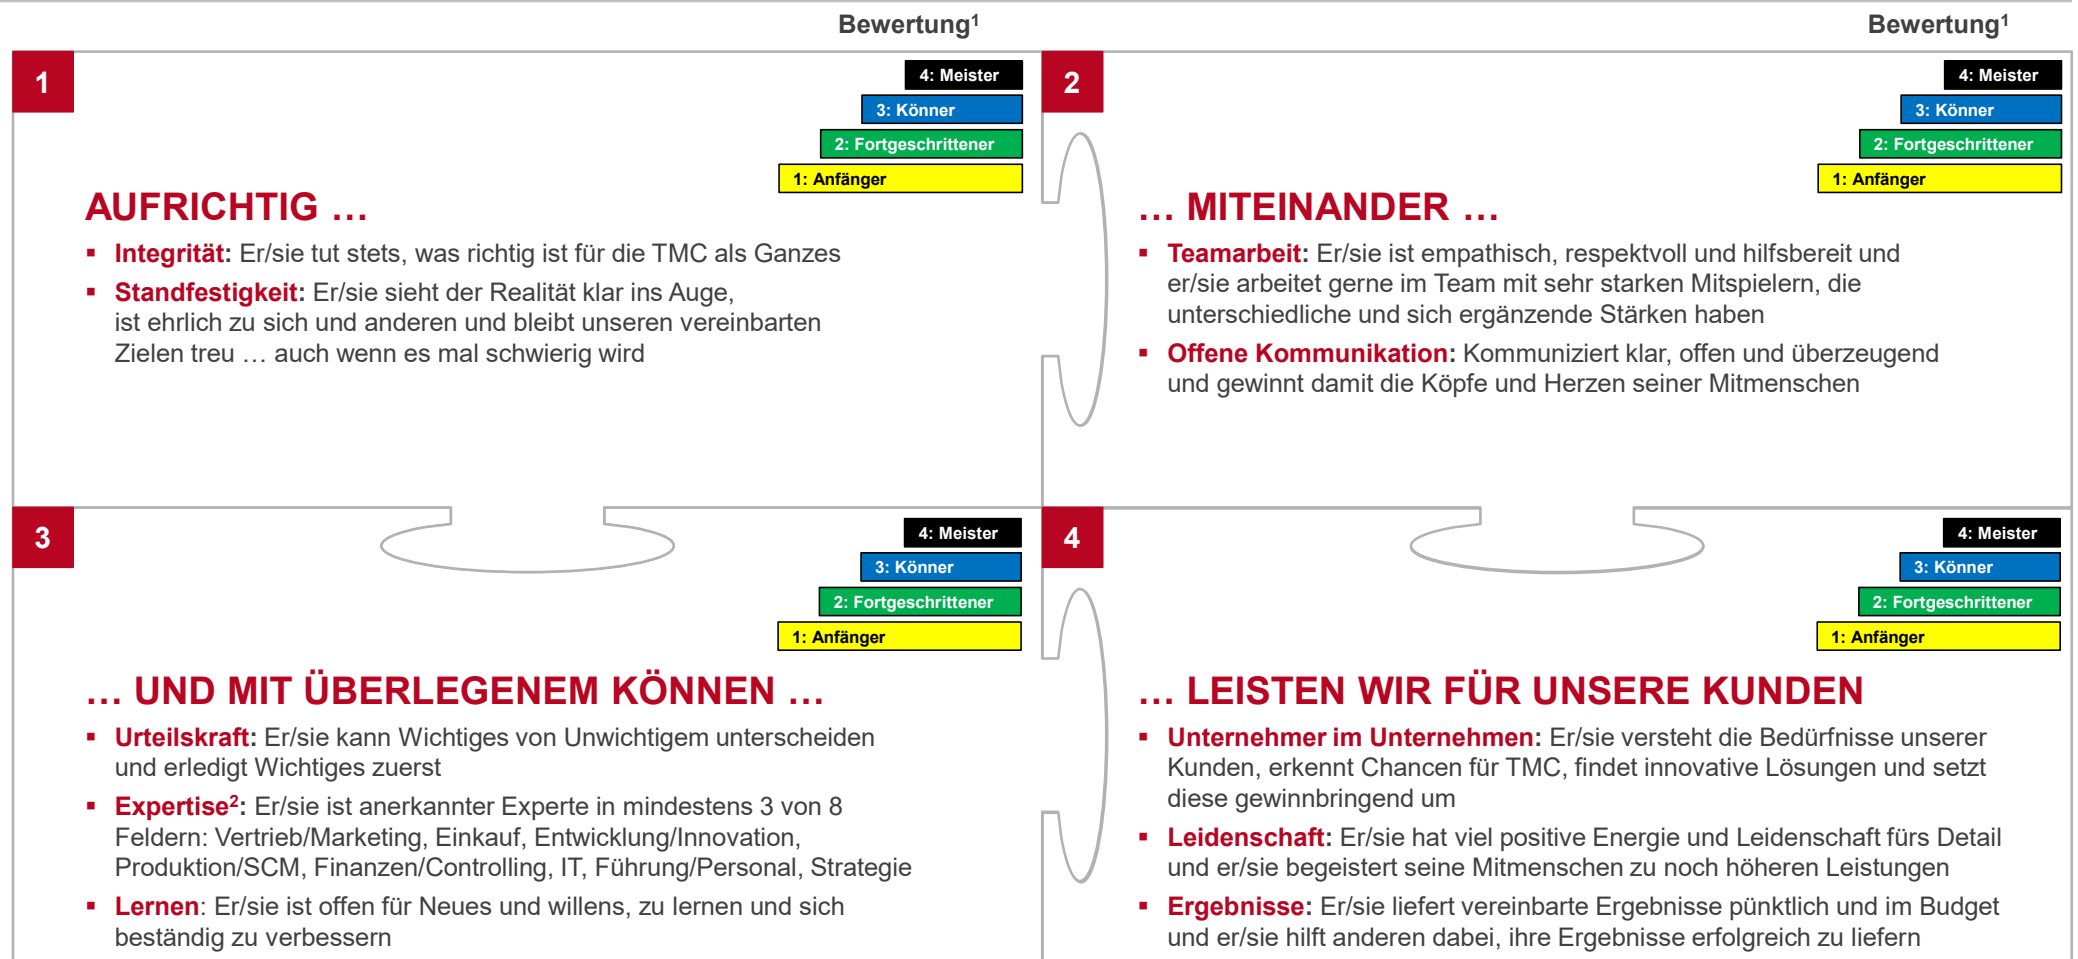 Bewertung¹
Bewertung¹
1
4: Meister
3: Könner
2: Fortgeschrittener
1: Anfänger
AUFRICHTIG …
▪ Integrität: Er/sie tut stets, was richtig ist für die TMC als Ganzes
▪ Standfestigkeit: Er/sie sieht der Realität klar ins Auge,
ist ehrlich zu sich und anderen und bleibt unseren vereinbarten
Zielen treu … auch wenn es mal schwierig wird
2
4: Meister
3: Könner
2: Fortgeschrittener
1: Anfänger
… MITEINANDER …
▪ Teamarbeit: Er/sie ist empathisch, respektvoll und hilfsbereit und
er/sie arbeitet gerne im Team mit sehr starken Mitspielern, die
unterschiedliche und sich ergänzende Stärken haben
▪ Offene Kommunikation: Kommuniziert klar, offen und überzeugend
und gewinnt damit die Köpfe und Herzen seiner Mitmenschen
3
4: Meister
3: Könner
2: Fortgeschrittener
1: Anfänger
… UND MIT ÜBERLEGENEM KÖNNEN …
▪ Urteilskraft: Er/sie kann Wichtiges von Unwichtigem unterscheiden
und erledigt Wichtiges zuerst
▪ Expertise²: Er/sie ist anerkannter Experte in mindestens 3 von 8
Feldern: Vertrieb/Marketing, Einkauf, Entwicklung/Innovation,
Produktion/SCM, Finanzen/Controlling, IT, Führung/Personal, Strategie
▪ Lernen: Er/sie ist offen für Neues und willens, zu lernen und sich
beständig zu verbessern
4
4: Meister
3: Könner
2: Fortgeschrittener
1: Anfänger
… LEISTEN WIR FÜR UNSERE KUNDEN
▪ Unternehmer im Unternehmen: Er/sie versteht die Bedürfnisse unserer
Kunden, erkennt Chancen für TMC, findet innovative Lösungen und setzt
diese gewinnbringend um
▪ Leidenschaft: Er/sie hat viel positive Energie und Leidenschaft fürs Detail
und er/sie begeistert seine Mitmenschen zu noch höheren Leistungen
▪ Ergebnisse: Er/sie liefert vereinbarte Ergebnisse pünktlich und im Budget
und er/sie hilft anderen dabei, ihre Ergebnisse erfolgreich zu liefern